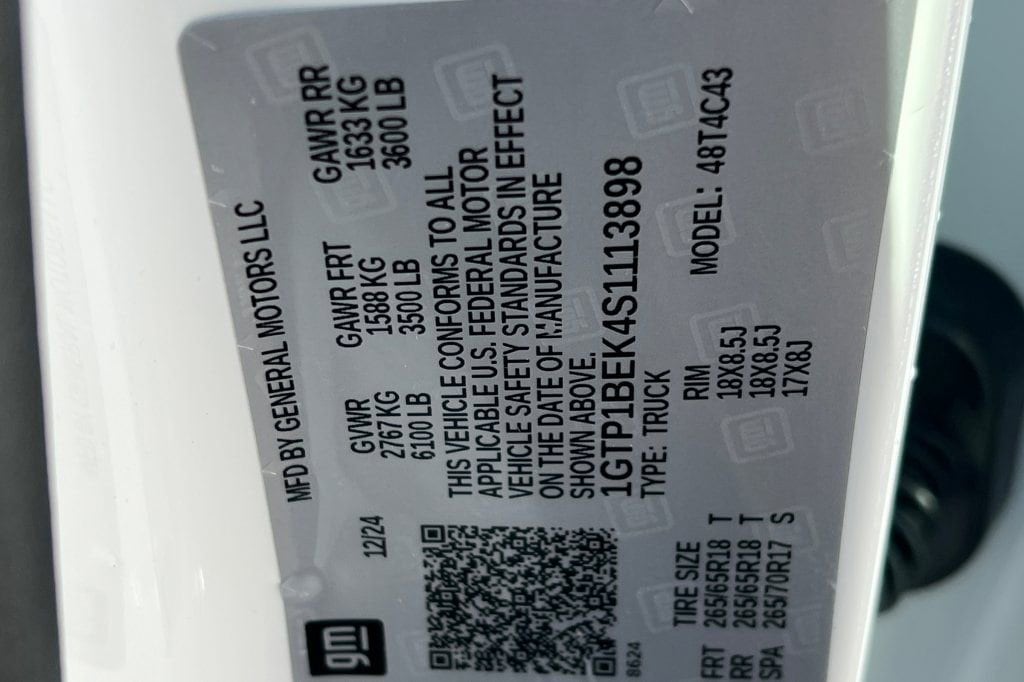 gm
12/24
MFD BY GENERAL MOTORS LLC
GVWR GAWR FRT GAWR RR
2767 KG 1588 KG 1633 KG
6100 LB 3500 LB 3600 LB
THIS VEHICLE CONFORMS TO ALL
APPLICABLE U.S. FEDERAL MOTOR
VEHICLE SAFETY STANDARDS IN EFFECT
ON THE DATE OF MANUFACTURE
SHOWN ABOVE.
1GTP1BEK4S1113898
8624
TYPE: TRUCK
TIRE SIZE RIM MODEL: 48T4C43
FRT 265/65R18 T 18X8.5J
RR 265/65R18 T 18X8.5J
SPA 265/70R17 S 17X8J